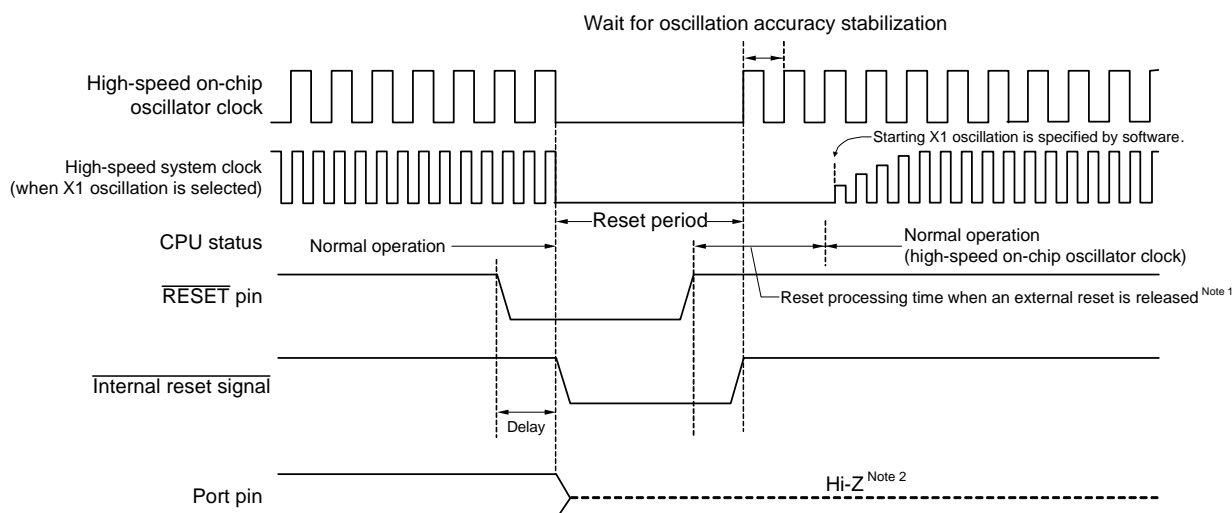 Wait for oscillation accuracy stabilization
High-speed on-chip
oscillator clock
Starting X1 oscillation is specified by software.
High-speed system clock
(when X1 oscillation is selected)
Reset period
CPU status
Normal operation
Normal operation
(high-speed on-chip oscillator clock)
RESET pin
Reset processing time when an external reset is released Note 1
Internal reset signal
Delay
Hi-Z Note 2
Port pin